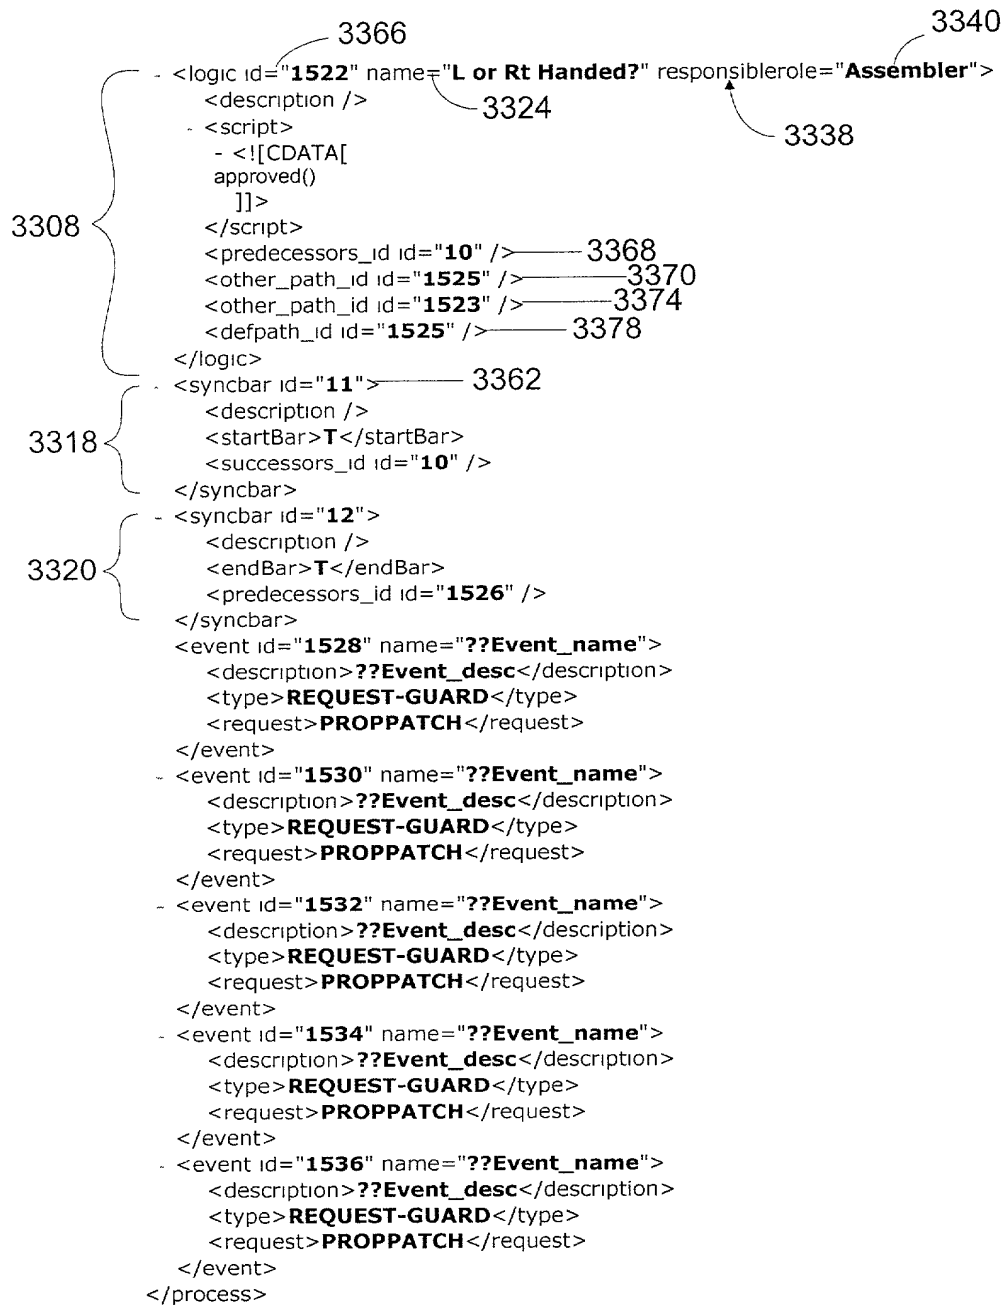 3366
3340
- <logic id="1522" name="L or Rt Handed?" responsiblerole="Assembler">
<description />
3324
- <script>
3338
- <![CDATA[
approved()
]]>
3308
</script>
<predecessors_id id="10" /> 3368
<other_path_id id="1525" /> 3370
<other_path_id id="1523" /> 3374
<defpath_id id="1525" /> 3378
</logic>
- <syncbar id="11"> 3362
<description />
3318
<startBar>T</startBar>
<successors_id id="10" />
</syncbar>
- <syncbar id="12">
<description />
3320
<endBar>T</endBar>
<predecessors_id id="1526" />
</syncbar>
<event id="1528" name="??Event_name">
<description>??Event_desc</description>
<type>REQUEST-GUARD</type>
<request>PROPPATCH</request>
</event>
- <event id="1530" name="??Event_name">
<description>??Event_desc</description>
<type>REQUEST-GUARD</type>
<request>PROPPATCH</request>
</event>
- <event id="1532" name="??Event_name">
<description>??Event_desc</description>
<type>REQUEST-GUARD</type>
<request>PROPPATCH</request>
</event>
- <event id="1534" name="??Event_name">
<description>??Event_desc</description>
<type>REQUEST-GUARD</type>
<request>PROPPATCH</request>
</event>
- <event id="1536" name="??Event_name">
<description>??Event_desc</description>
<type>REQUEST-GUARD</type>
<request>PROPPATCH</request>
</event>
</process>